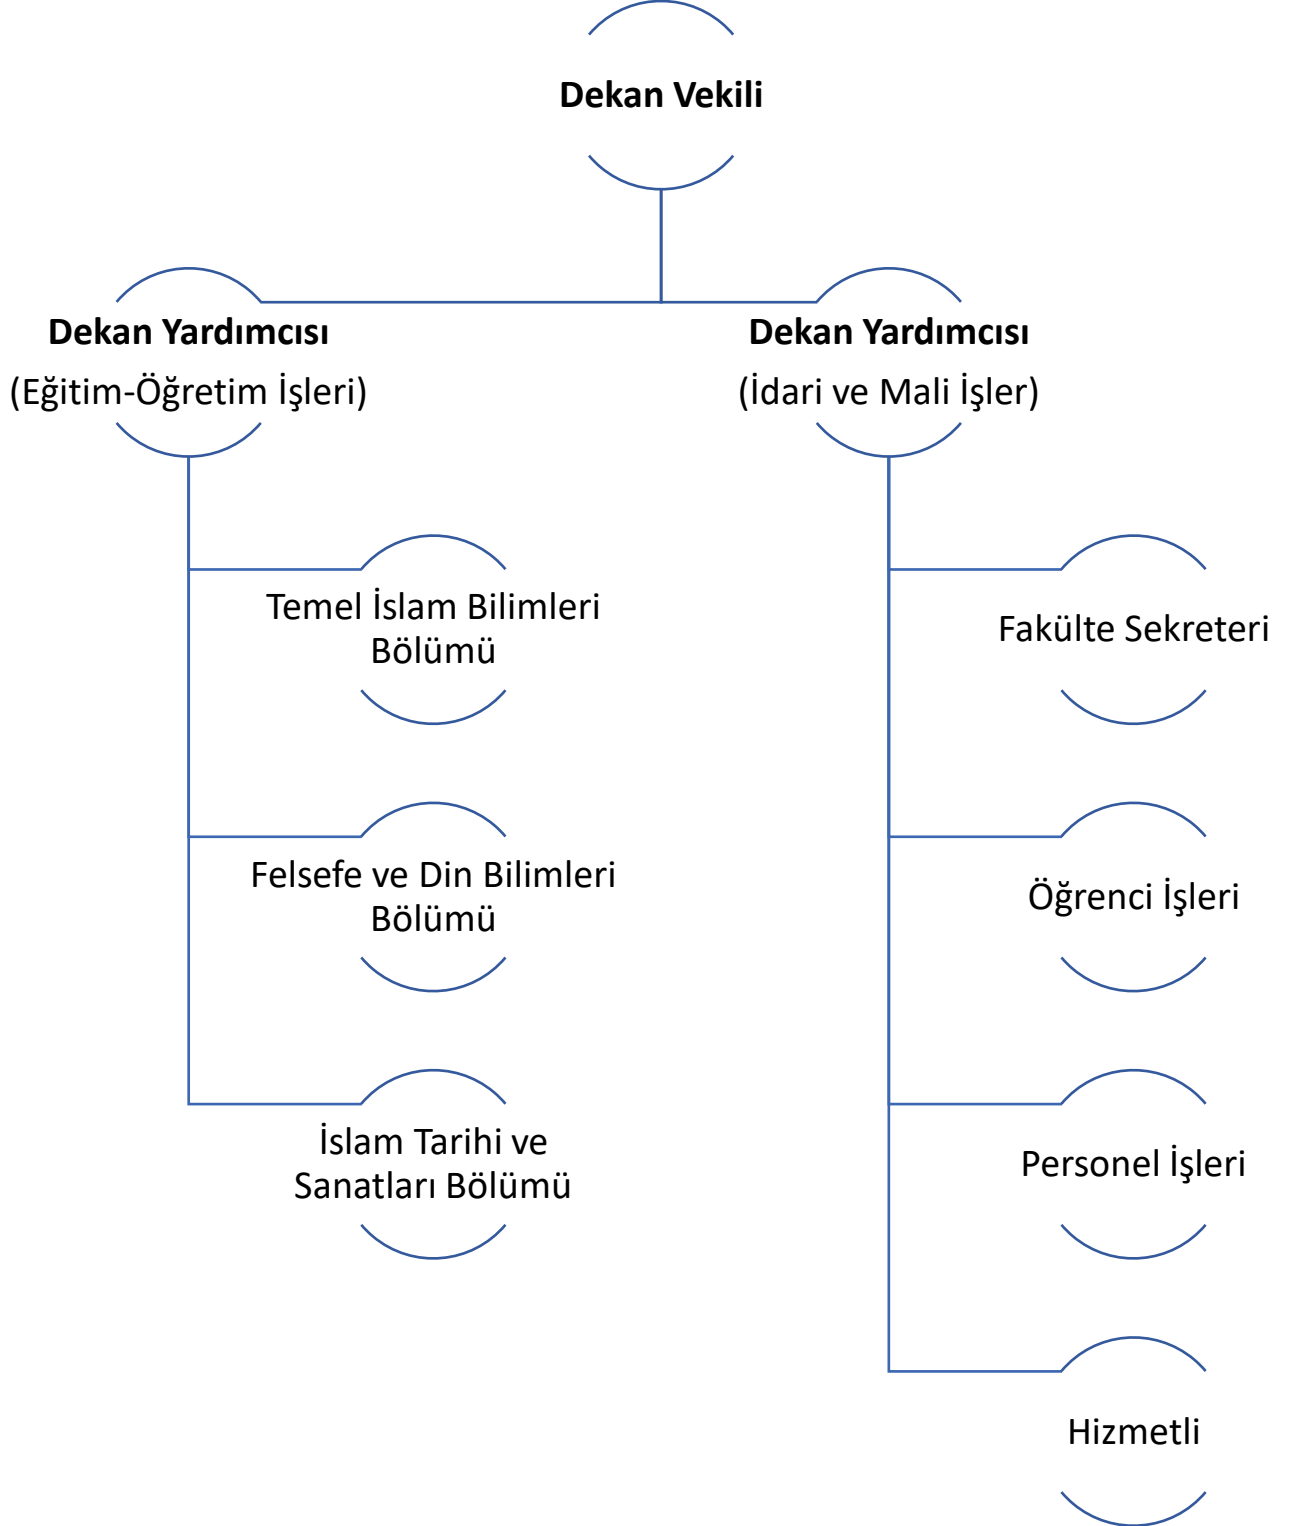 Dekan Vekili
Dekan Yardımcısı
(Eğitim-Öğretim İşleri)
Dekan Yardımcısı
(İdari ve Mali İşler)
Temel İslam Bilimleri
Bölümü
Felsefe ve Din Bilimleri
Bölümü
İslam Tarihi ve
Sanatları Bölümü
Fakülte Sekreteri
Öğrenci İşleri
Personel İşleri
Hizmetli